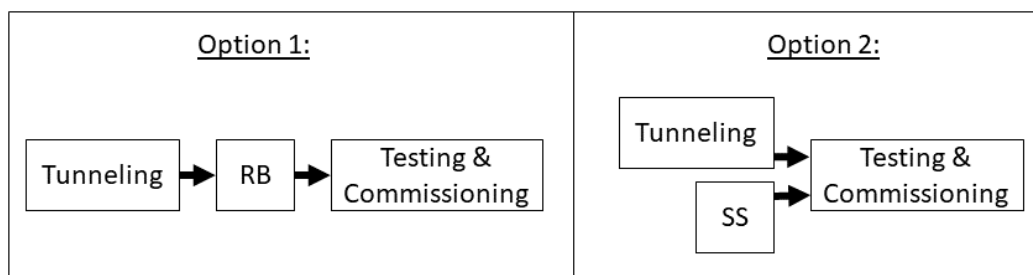 Option 1:
Tunneling
RB
Testing &
Commissioning
Option 2:
Tunneling
SS
Testing &
Commissioning